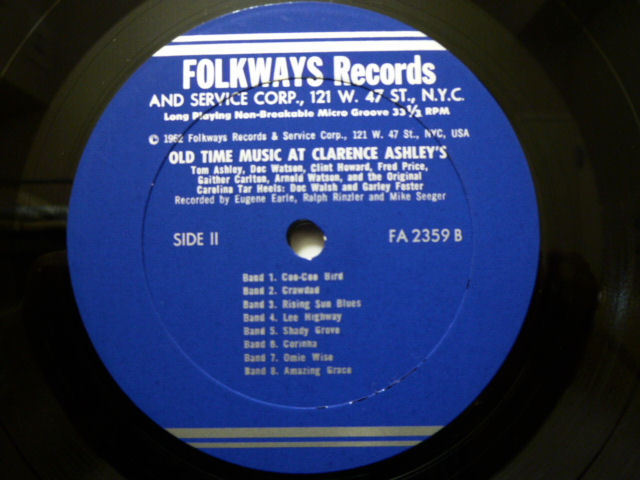 FOLKWAYS Records
AND SERVICE CORP., 121 W. 47 ST., N.Y.C.
Long Playing Non-Breakable Micro Groove 33⅓ RPM
© 1962 Folkways Records & Service Corp., 121 W. 47 St., NYC, USA
OLD TIME MUSIC AT CLARENCE ASHLEY'S
Tom Ashley, Doc Watson, Clint Howard, Fred Price,
Gaither Carlton, Arnold Watson, and the Original
Carolina Tar Heels: Doc Walsh and Garley Foster
Recorded by Eugene Earle, Ralph Rinzler and Mike Seeger
SIDE II FA 2359 B
Band 1. Coo-Coo Bird
Band 2. Crawdad
Band 3. Rising Sun Blues
Band 4. Lee Highway
Band 5. Shady Grove
Band 6. Corinha
Band 7. Omie Wise
Band 8. Amazing Grace